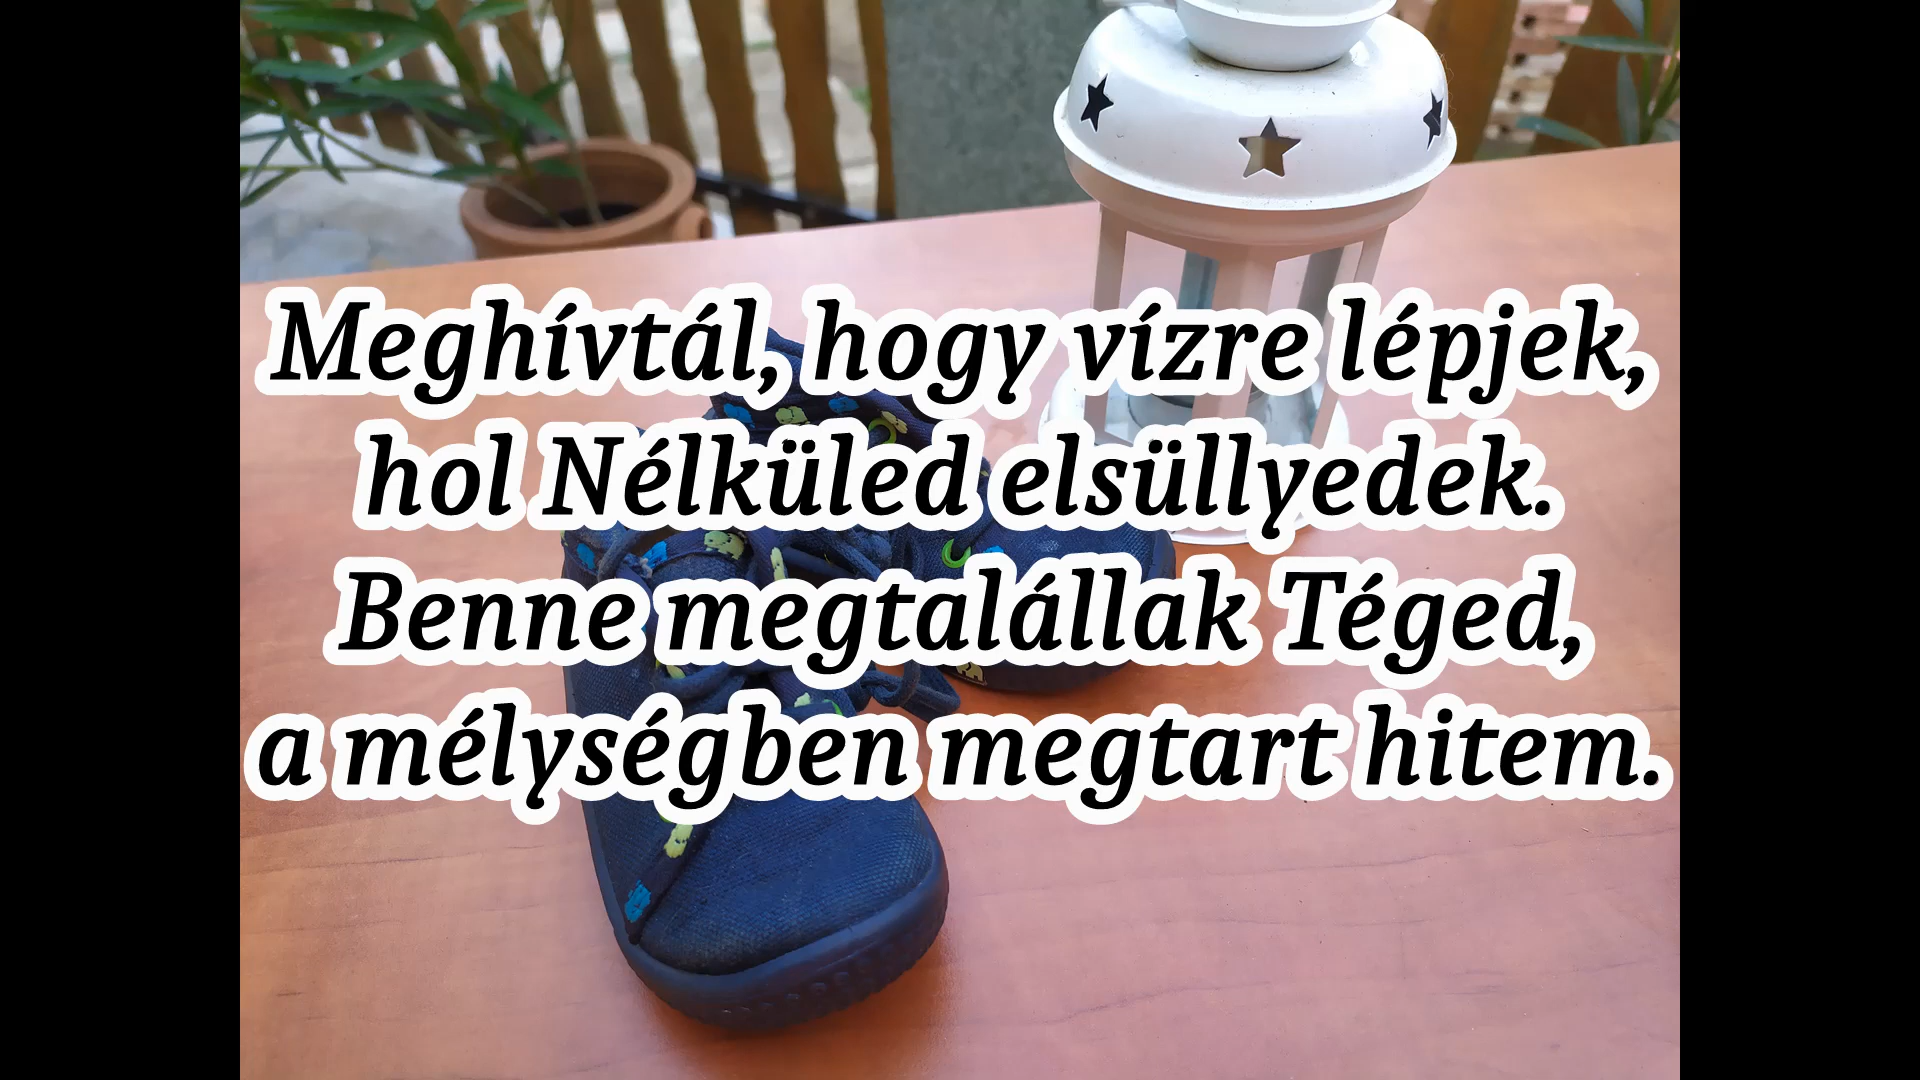 Meghívtál, hogy vízre lépjek,
hol Nélküled elsüllyedek.
Benne megtalállak Téged,
a mélységben megtart hitem.